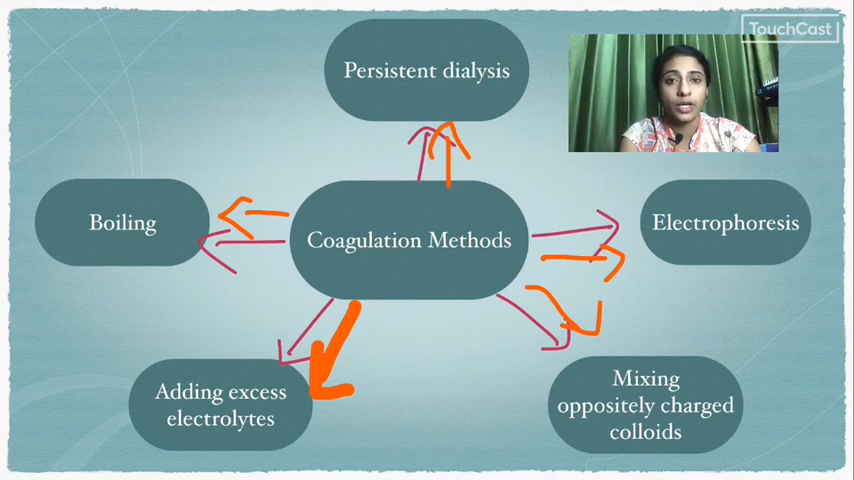 TouchCast
Persistent dialysis
Boiling
Coagulation Methods
Electrophoresis
Adding excess
electrolytes
Mixing
oppositely charged
colloids